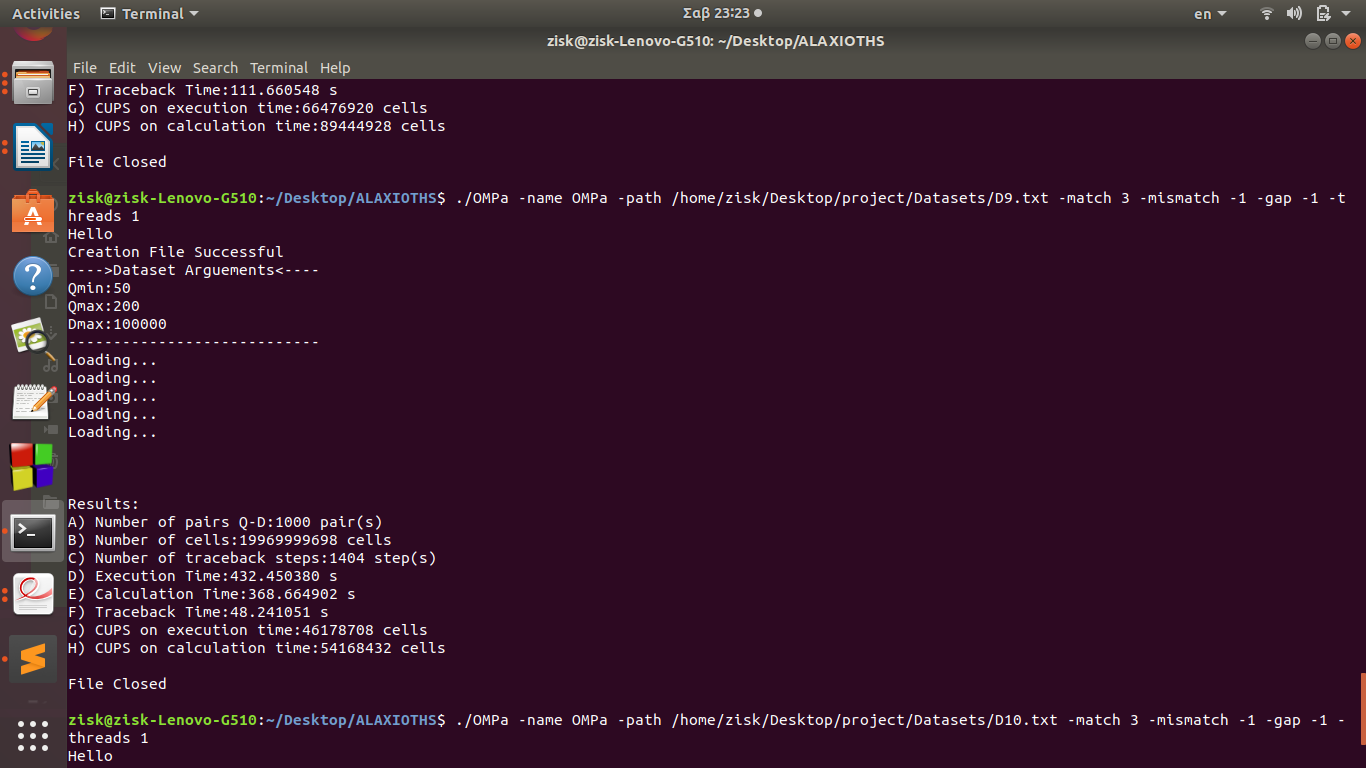 Activities Terminal Σαβ 23:23 en
zisk@zisk-Lenovo-G510: ~/Desktop/ALAXIOTHS
File Edit View Search Terminal Help
F) Traceback Time:111.660548 s
G) CUPS on execution time:66476920 cells
H) CUPS on calculation time:89444928 cells
File Closed
zisk@zisk-Lenovo-G510:~/Desktop/ALAXIOTHS$ ./OMPa -name OMPa -path /home/zisk/Desktop/project/Datasets/D9.txt -match 3 -mismatch -1 -gap -1 -t
hreads 1
Hello
Creation File Successful
---->Dataset Arguements<----
Qmin:50
Qmax:200
Dmax:100000
----------------------------
Loading...
Loading...
Loading...
Loading...
Loading...
Results:
A) Number of pairs Q-D:1000 pair(s)
B) Number of cells:19969999698 cells
C) Number of traceback steps:1404 step(s)
D) Execution Time:432.450380 s
E) Calculation Time:368.664902 s
F) Traceback Time:48.241051 s
G) CUPS on execution time:46178708 cells
H) CUPS on calculation time:54168432 cells
File Closed
zisk@zisk-Lenovo-G510:~/Desktop/ALAXIOTHS$ ./OMPa -name OMPa -path /home/zisk/Desktop/project/Datasets/D10.txt -match 3 -mismatch -1 -gap -1 -
threads 1
Hello